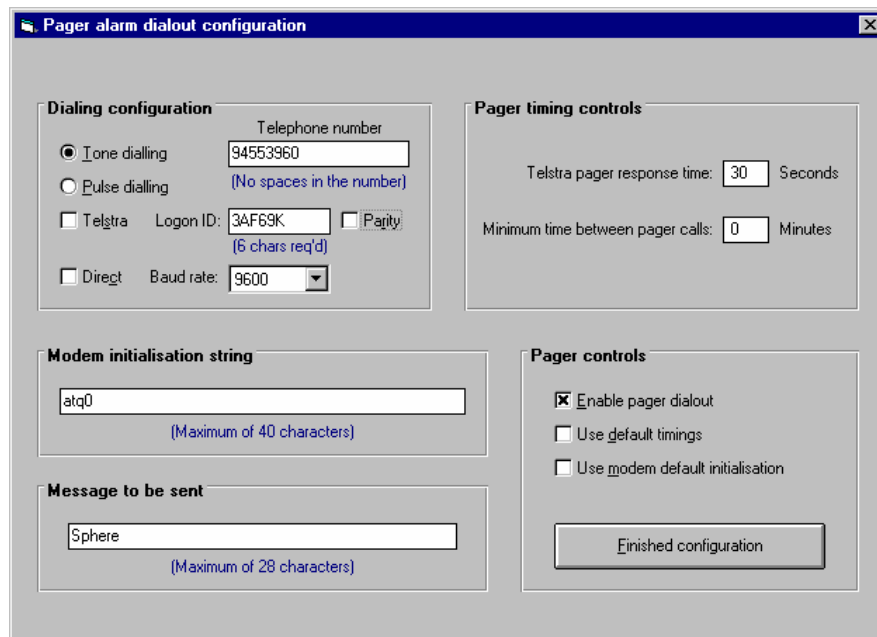 Pager alarm dialout configuration
Dialing configuration
Telephone number
Tone dialling
94553960
Pulse dialling
(No spaces in the number)
Telstra Logon ID: 3AF69K Parity
(6 chars req'd)
Direct Baud rate: 9600
Pager timing controls
Telstra pager response time: 30 Seconds
Minimum time between pager calls: 0 Minutes
Modem initialisation string
atq0
(Maximum of 40 characters)
Message to be sent
Sphere
(Maximum of 28 characters)
Pager controls
Enable pager dialout
Use default timings
Use modem default initialisation
Finished configuration